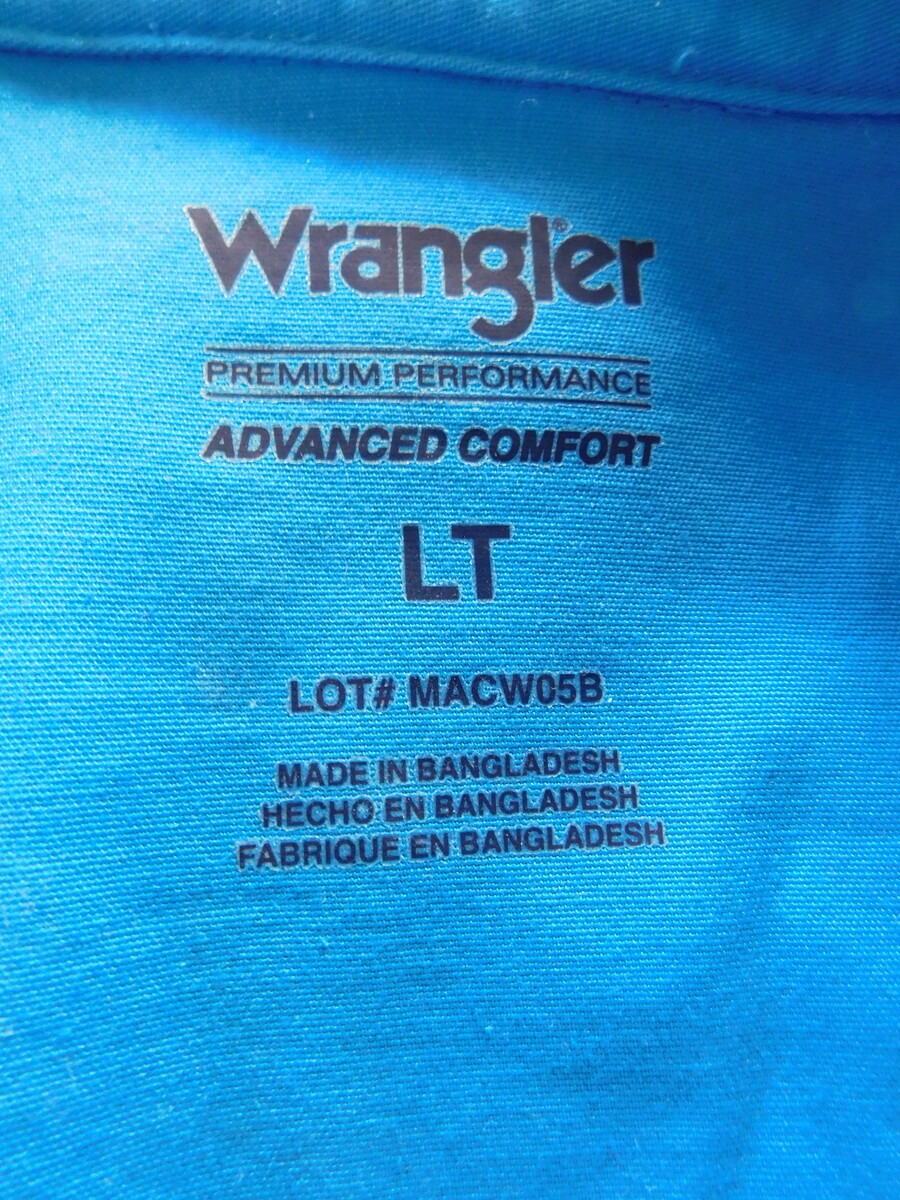 Wrangler®
PREMIUM PERFORMANCE
ADVANCED COMFORT
LT
LOT# MACW05B
MADE IN BANGLADESH
HECHO EN BANGLADESH
FABRIQUE EN BANGLADESH